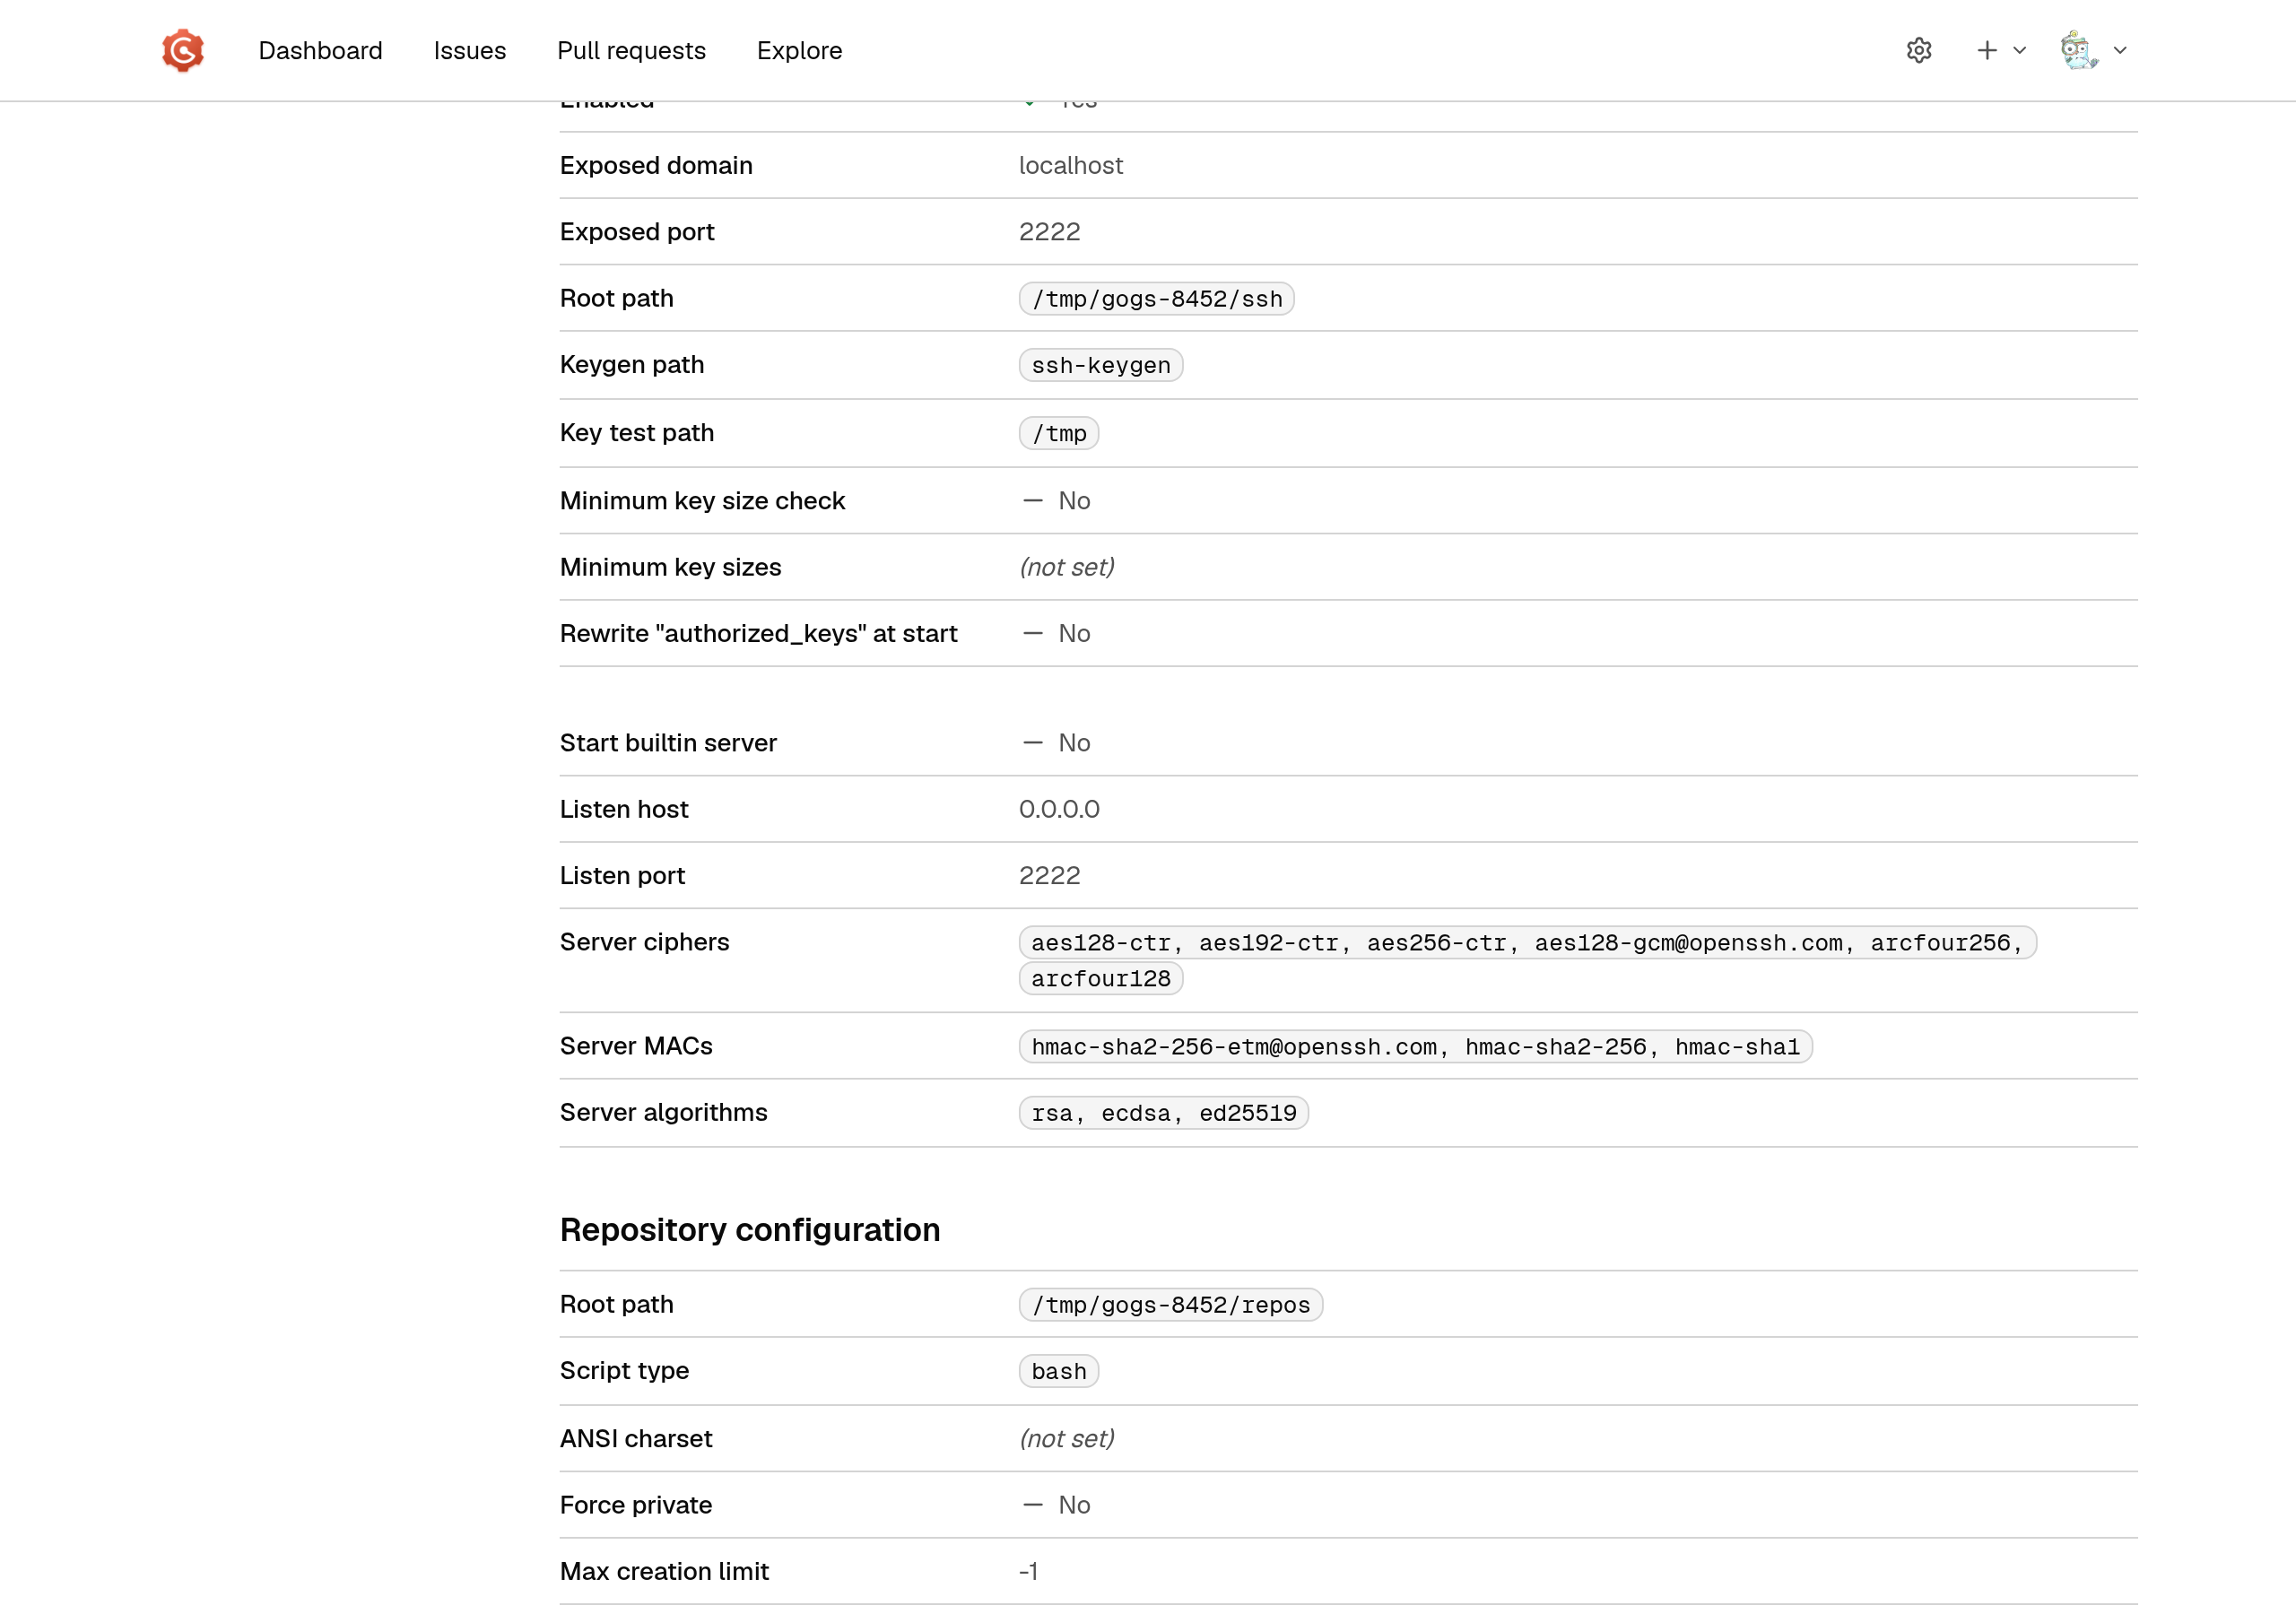 Dashboard Issues Pull requests Explore
Enabled Yes
Exposed domain localhost
Exposed port 2222
Root path /tmp/gogs-8452/ssh
Keygen path ssh-keygen
Key test path /tmp
Minimum key size check — No
Minimum key sizes (not set)
Rewrite "authorized_keys" at start — No
Start builtin server — No
Listen host 0.0.0.0
Listen port 2222
Server ciphers aes128-ctr, aes192-ctr, aes256-ctr, aes128-gcm@openssh.com, arcfour256,
arcfour128
Server MACs hmac-sha2-256-etm@openssh.com, hmac-sha2-256, hmac-sha1
Server algorithms rsa, ecdsa, ed25519
Repository configuration
Root path /tmp/gogs-8452/repos
Script type bash
ANSI charset (not set)
Force private — No
Max creation limit -1